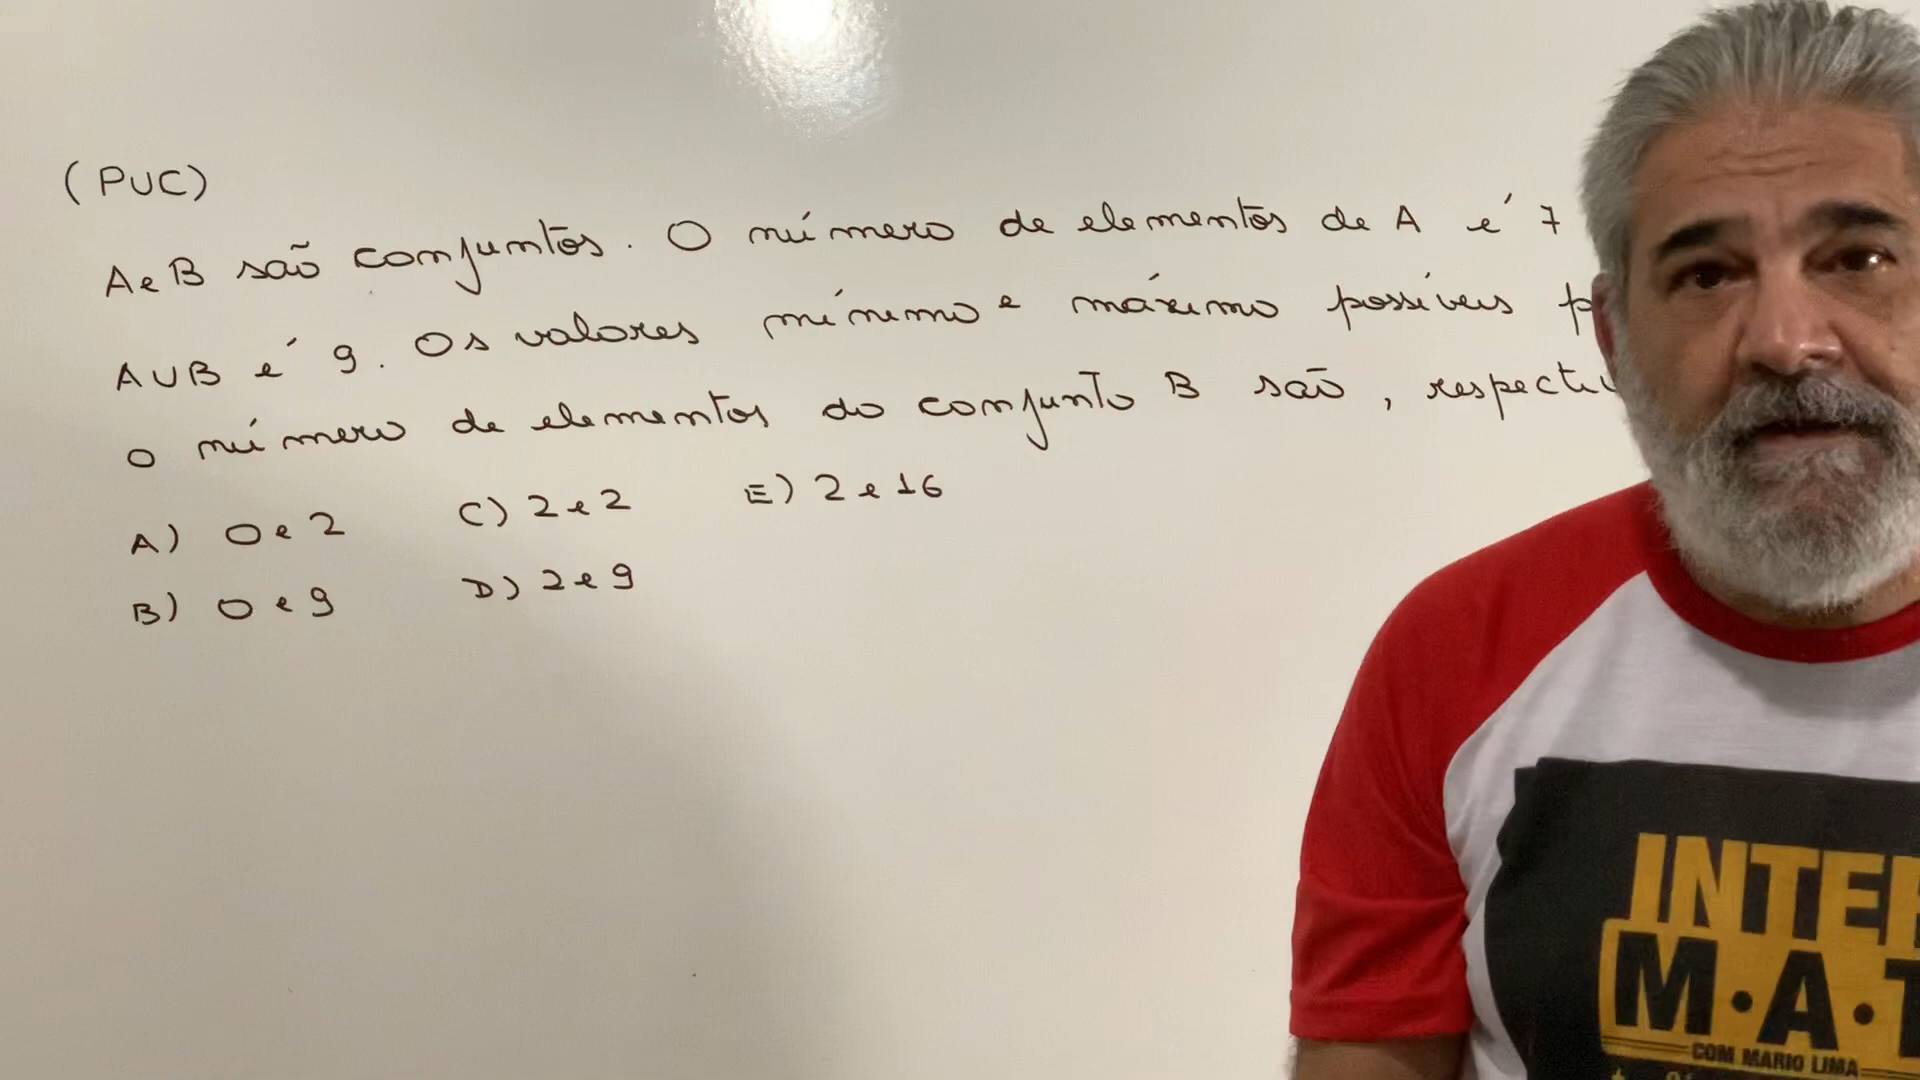 (PUC)
A e B são conjuntos. O número de elementos de A é 7
A∪B é 9. Os valores mínimo e máximo possíveis p
o número de elementos do conjunto B são, respecti
A) 0 e 2
C) 2 e 2
E) 2 e 16
B) 0 e 9
D) 2 e 9
INTE
M.A.
COM MARIO LIMA